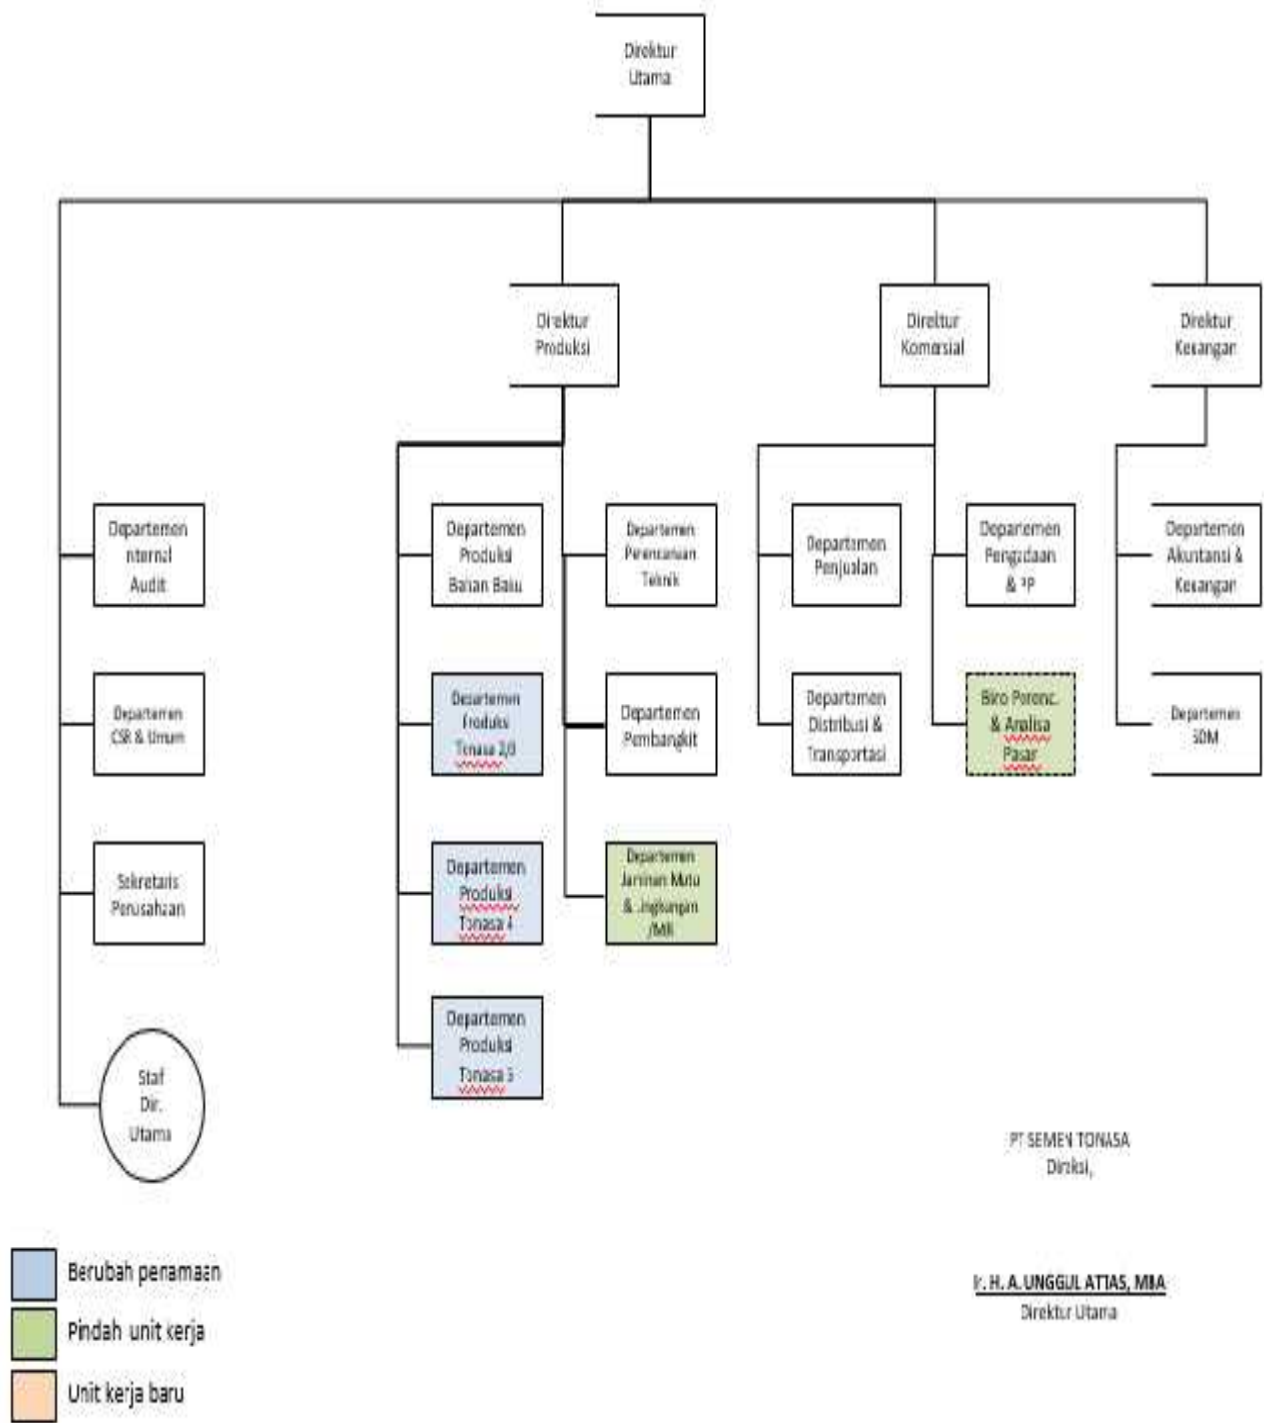 Direktur
Utama
Direktur
Produksi
Direktur
Komersial
Direktur
Keuangan
Departemen
Internal
Audit
Departemen
Produksi
Bahan Baku
Departemen
Perencanaan
Teknik
Departemen
Penjualan
Departemen
Pengadaan
&
Departemen
Akuntansi &
Keuangan
Departemen
CSR & Umum
Departemen
Produksi
Tonasa 2/3
Departemen
Pembangkit
Departemen
Distribusi &
Transportasi
Biro Perenc.
& Analisa
Pasar
Departemen
SDM
Sekretaris
Perusahaan
Departemen
Produksi
Tonasa 4
Departemen
Jaminan Mutu
& Lingkungan
/MR
Departemen
Produksi
Tonasa 5
Staf
Dir.
Utama
PT SEMEN TONASA
Direksi,
Ir. H. A. UNGGUL ATTAS, MBA
Direktur Utama
Berubah penamaan
Pindah unit kerja
Unit kerja baru